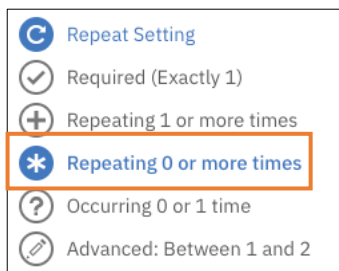 Repeat Setting
Required (Exactly 1)
Repeating 1 or more times
Repeating 0 or more times
Occurring 0 or 1 time
Advanced: Between 1 and 2